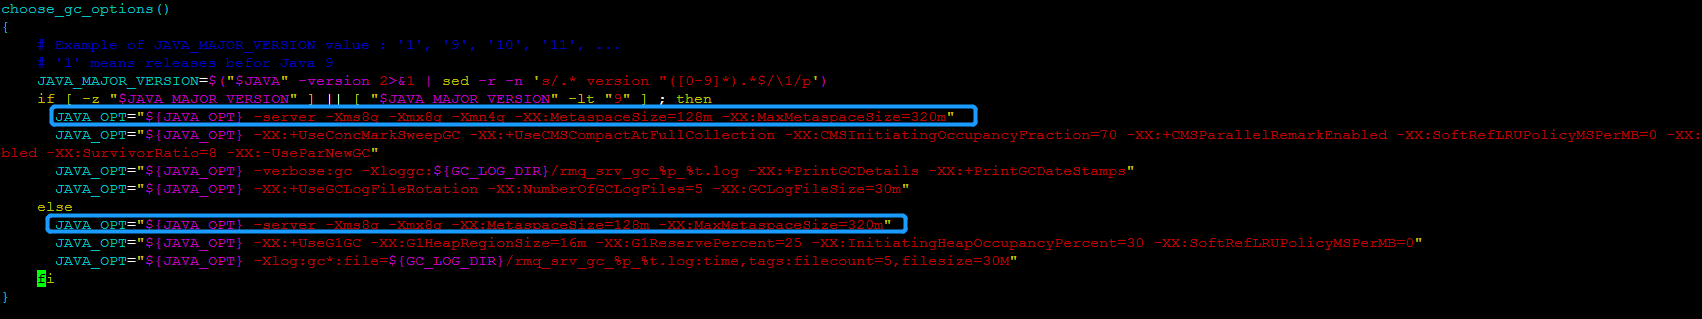 choose_gc_options()
{
    # Example of JAVA_MAJOR_VERSION value : '1', '9', '10', '11', ...
    # '1' means releases befor Java 9
    JAVA_MAJOR_VERSION=$("$JAVA" -version 2>&1 | sed -r -n 's/.* version "([0-9]*).*$/\1/p')
    if [ -z "$JAVA_MAJOR_VERSION" ] || [ "$JAVA_MAJOR_VERSION" -lt "9" ] ; then
      JAVA_OPT="${JAVA_OPT} -server -Xms8g -Xmx8g -Xmn4g -XX:MetaspaceSize=128m -XX:MaxMetaspaceSize=320m"
      JAVA_OPT="${JAVA_OPT} -XX:+UseConcMarkSweepGC -XX:+UseCMSCompactAtFullCollection -XX:CMSInitiatingOccupancyFraction=70 -XX:+CMSParallelRemarkEnabled -XX:SoftRefLRUPolicyMSPerMB=0 -XX:
bled -XX:SurvivorRatio=8 -XX:-UseParNewGC"
      JAVA_OPT="${JAVA_OPT} -verbose:gc -Xloggc:${GC_LOG_DIR}/rmq_srv_gc_%p_%t.log -XX:+PrintGCDetails -XX:+PrintGCDateStamps"
      JAVA_OPT="${JAVA_OPT} -XX:+UseGCLogFileRotation -XX:NumberOfGCLogFiles=5 -XX:GCLogFileSize=30m"
    else
      JAVA_OPT="${JAVA_OPT} -server -Xms8g -Xmx8g -XX:MetaspaceSize=128m -XX:MaxMetaspaceSize=320m"
      JAVA_OPT="${JAVA_OPT} -XX:+UseG1GC -XX:G1HeapRegionSize=16m -XX:G1ReservePercent=25 -XX:InitiatingHeapOccupancyPercent=30 -XX:SoftRefLRUPolicyMSPerMB=0"
      JAVA_OPT="${JAVA_OPT} -Xlog:gc*:file=${GC_LOG_DIR}/rmq_srv_gc_%p_%t.log:time,tags:filecount=5,filesize=30M"
    fi
}